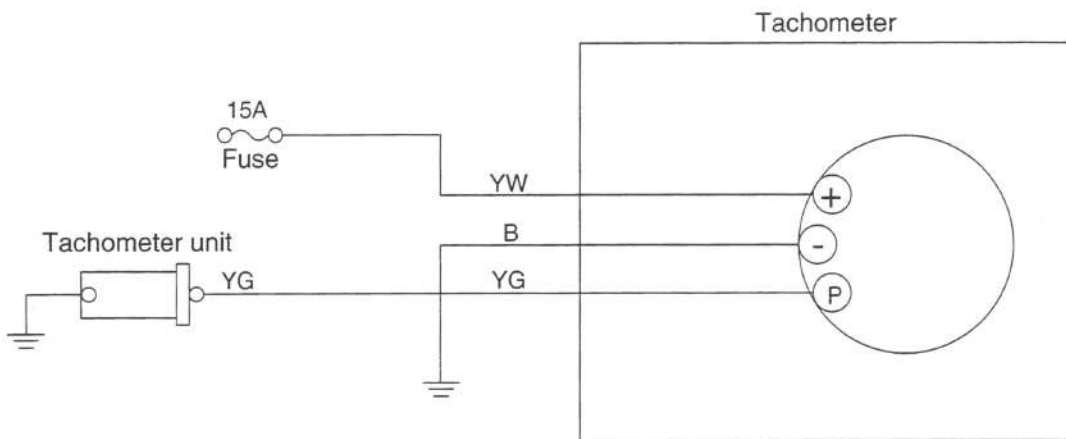 Tachometer
15A
Fuse
YW
+
B
-
Tachometer unit
YG
YG
P